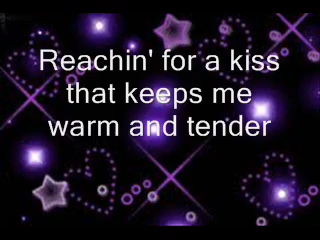 Reachin' for a kiss
that keeps me
warm and tender